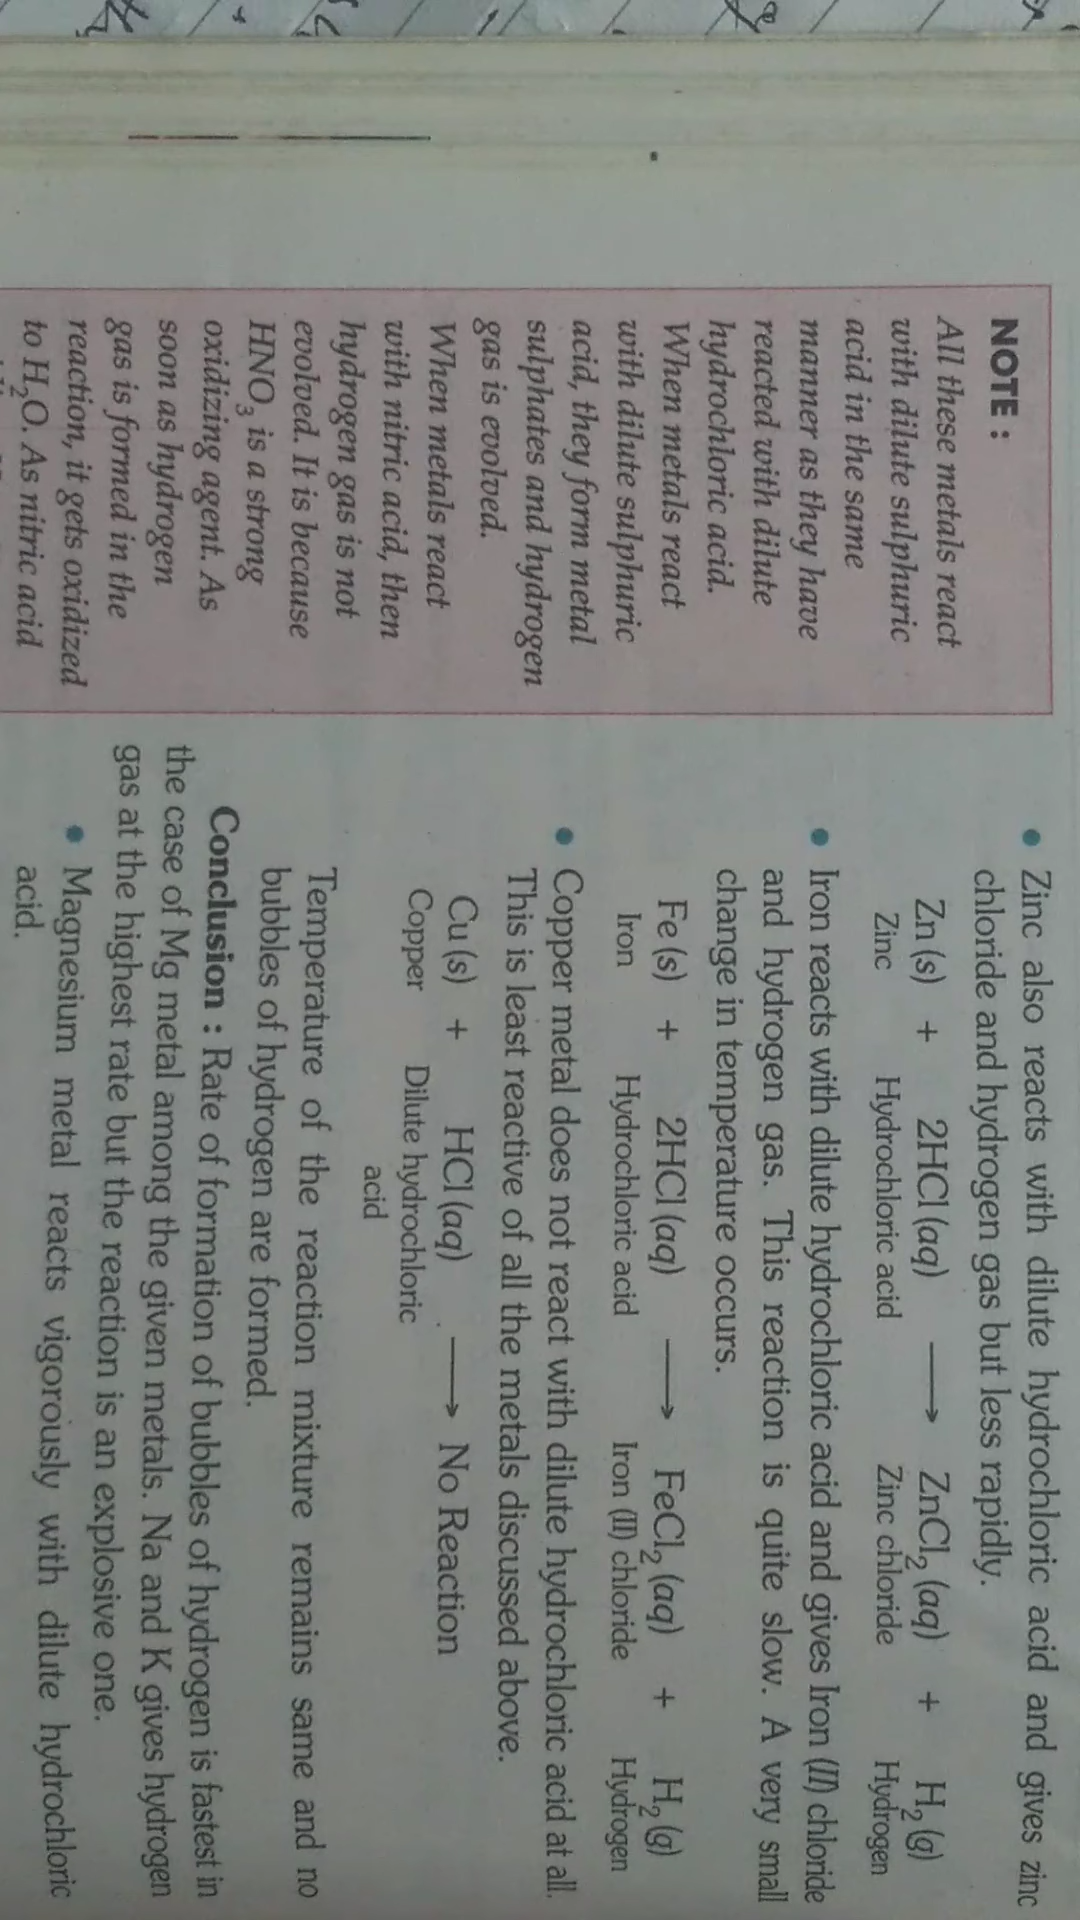 NOTE :
All these metals react
with dilute sulphuric
acid in the same
manner as they have
reacted with dilute
hydrochloric acid.
When metals react
with dilute sulphuric
acid, they form metal
sulphates and hydrogen
gas is evolved.
When metals react
with nitric acid, then
hydrogen gas is not
evolved. It is because
HNO₃ is a strong
oxidizing agent. As
soon as hydrogen
gas is formed in the
reaction, it gets oxidized
to H₂O. As nitric acid
• Zinc also reacts with dilute hydrochloric acid and gives zinc
chloride and hydrogen gas but less rapidly.
Zn (s) + 2HCl (aq) ⟶ ZnCl₂ (aq) + H₂ (g)
Zinc Hydrochloric acid Zinc chloride Hydrogen
• Iron reacts with dilute hydrochloric acid and gives Iron (II) chloride
and hydrogen gas. This reaction is quite slow. A very small
change in temperature occurs.
Fe (s) + 2HCl (aq) ⟶ FeCl₂ (aq) + H₂ (g)
Iron Hydrochloric acid Iron (II) chloride Hydrogen
• Copper metal does not react with dilute hydrochloric acid at all.
This is least reactive of all the metals discussed above.
Cu (s) + HCl (aq) ⟶ No Reaction
Copper Dilute hydrochloric
acid
Temperature of the reaction mixture remains same and no
bubbles of hydrogen are formed.
Conclusion : Rate of formation of bubbles of hydrogen is fastest in
the case of Mg metal among the given metals. Na and K gives hydrogen
gas at the highest rate but the reaction is an explosive one.
• Magnesium metal reacts vigorously with dilute hydrochloric
acid.